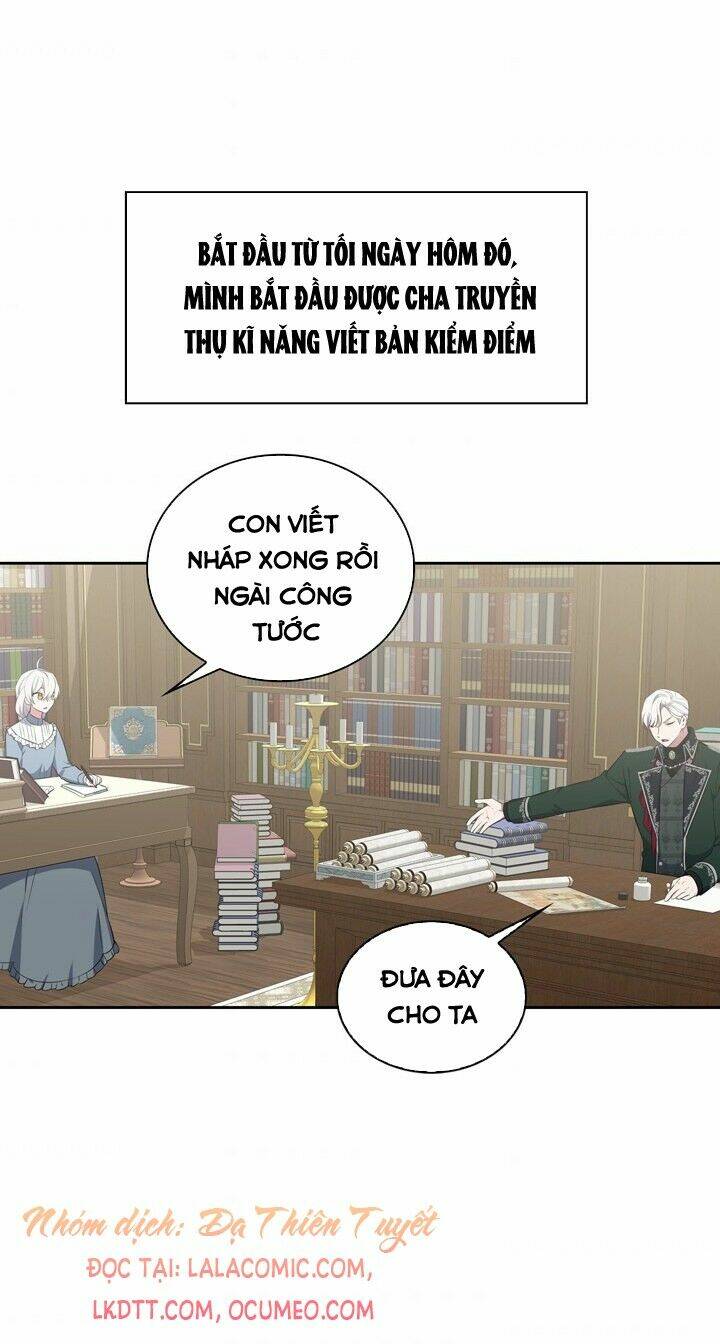 BẮT ĐẦU TỪ TỐI NGÀY HÔM ĐÓ,
MÌNH BẮT ĐẦU ĐƯỢC CHA TRUYỀN
THỤ KĨ NĂNG VIẾT BẢN KIỂM ĐIỂM
CON VIẾT
NHÁP XONG RỒI
NGÀI CÔNG
TƯỚC
ĐƯA ĐÂY
CHO TA
Nhóm dịch: Dạ Thiên Tuyết
ĐỌC TẠI: LALACOMIC.COM,
LKDTT.COM, OCUMEO.COM